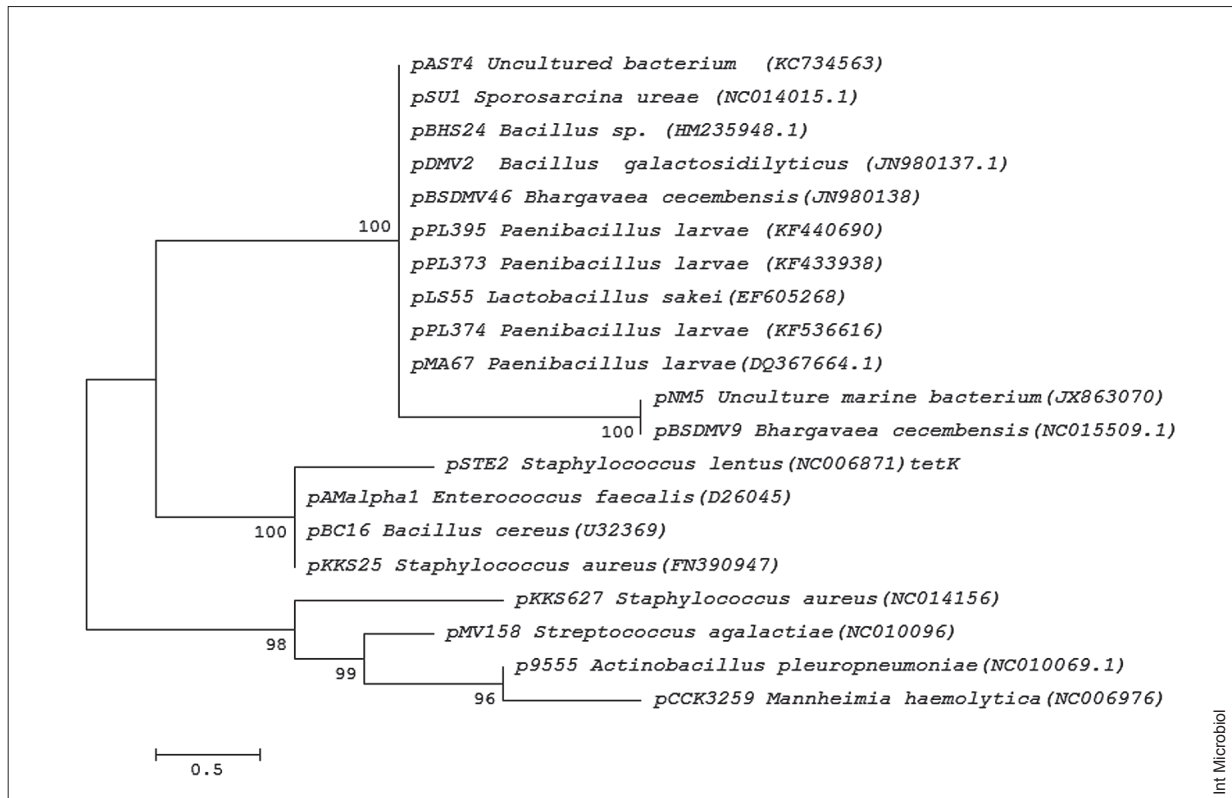 pAST4 Uncultured bacterium (KC734563)
pSU1 Sporosarcina ureae (NC014015.1)
pBHS24 Bacillus sp. (HM235948.1)
pDMV2 Bacillus galactosidilyticus (JN980137.1)
pBSDMV46 Bhargavaea cecembensis(JN980138)
100
pPL395 Paenibacillus larvae (KF440690)
pPL373 Paenibacillus larvae (KF433938)
pLS55 Lactobacillus sakei(EF605268)
pPL374 Paenibacillus larvae (KF536616)
pMA67 Paenibacillus larvae(DQ367664.1)
pNM5 Unculture marine bacterium(JX863070)
100
pBSDMV9 Bhargavaea cecembensis(NC015509.1)
pSTE2 Staphylococcus lentus(NC006871)tetK
pAMalpha1 Enterococcus faecalis(D26045)
100
pBC16 Bacillus cereus(U32369)
pKKS25 Staphylococcus aureus(FN390947)
pKKS627 Staphylococcus aureus(NC014156)
98
pMV158 Streptococcus agalactiae(NC010096)
99
p9555 Actinobacillus pleuropneumoniae(NC010069.1)
96
pCCK3259 Mannheimia haemolytica(NC006976)
0.5
Int Microbiol